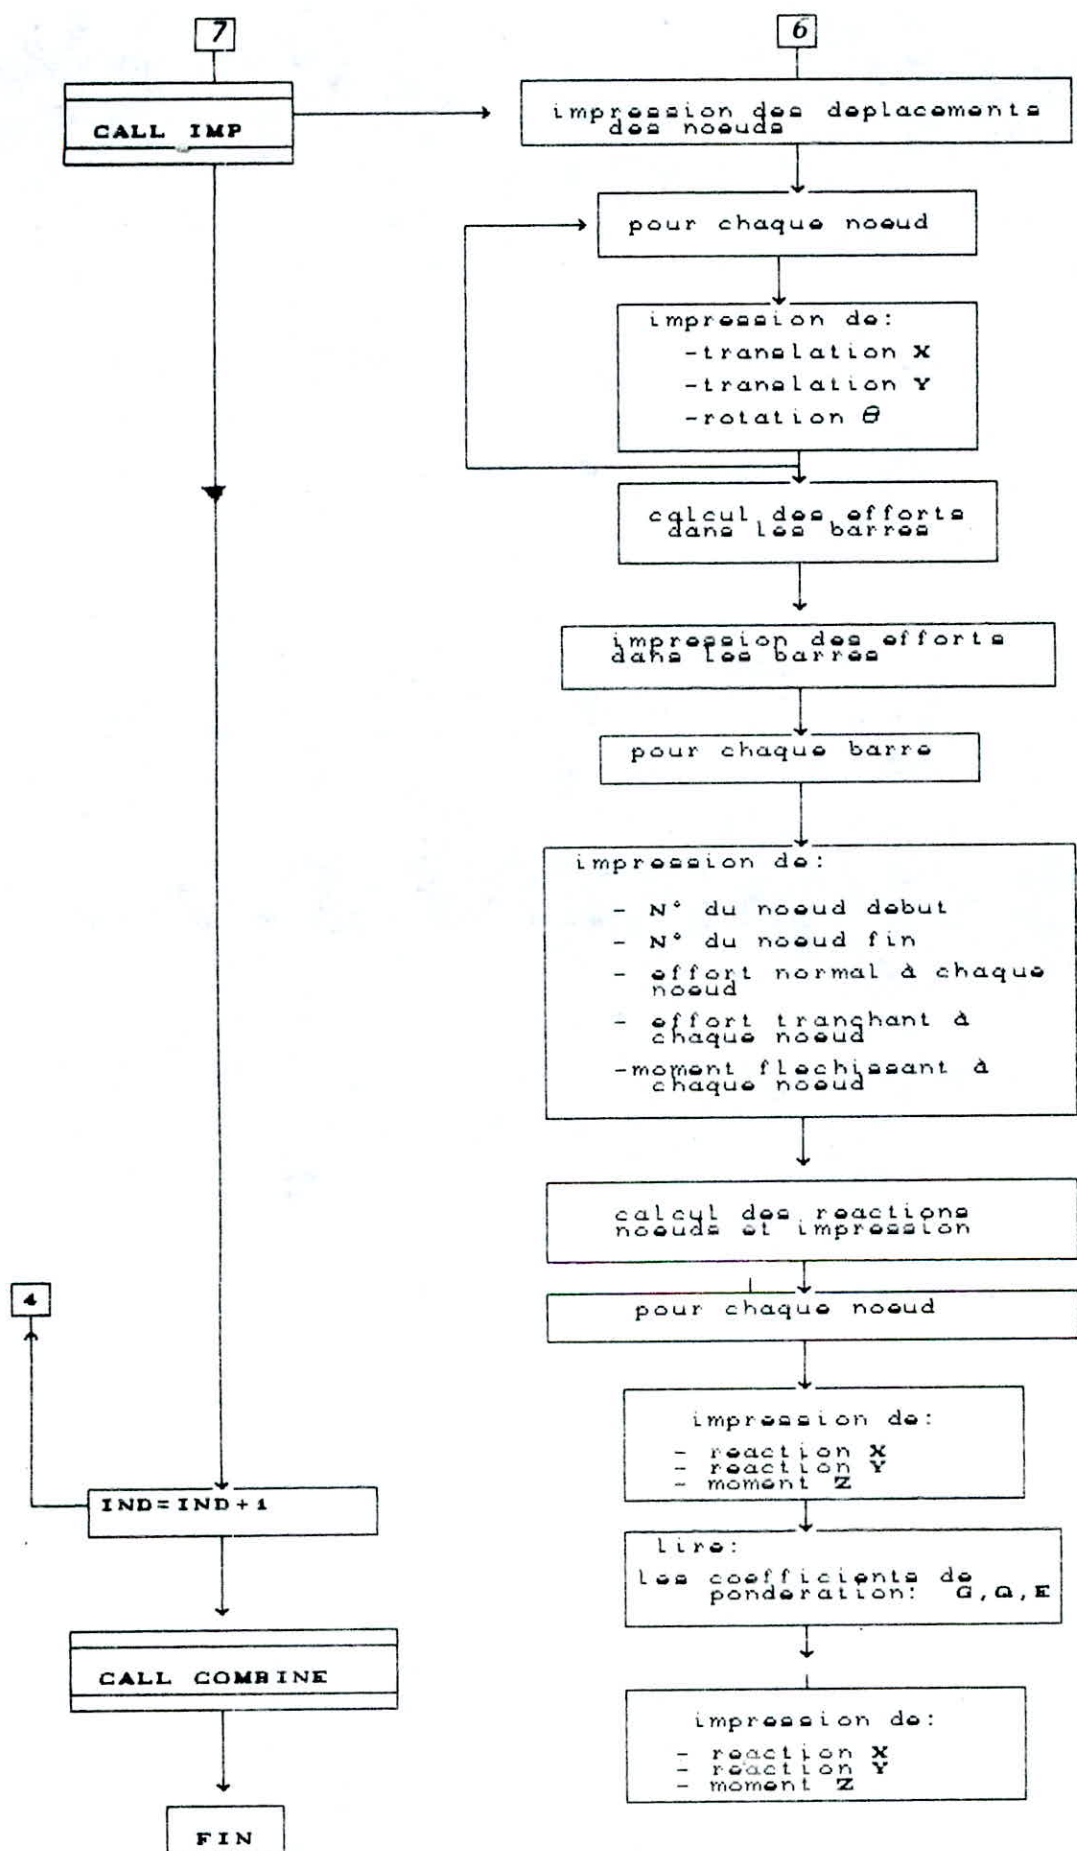 7
CALL IMP
4
IND=IND+1
CALL COMBINE
FIN
6
impression des deplacements
des noeuds
pour chaque noeud
impression de:
-translation X
-translation Y
-rotation θ
calcul des efforts
dans les barres
impression des efforts
dans les barres
pour chaque barre
impression de:
- N° du noeud debut
- N° du noeud fin
- effort normal à chaque
noeud
- effort tranchant à
chaque noeud
-moment flechissant à
chaque noeud
calcul des reactions
noeuds et impression
pour chaque noeud
impression de:
- reaction X
- reaction Y
- moment Z
lire:
les coefficients de
ponderation: G,Q,E
impression de:
- reaction X
- reaction Y
- moment Z